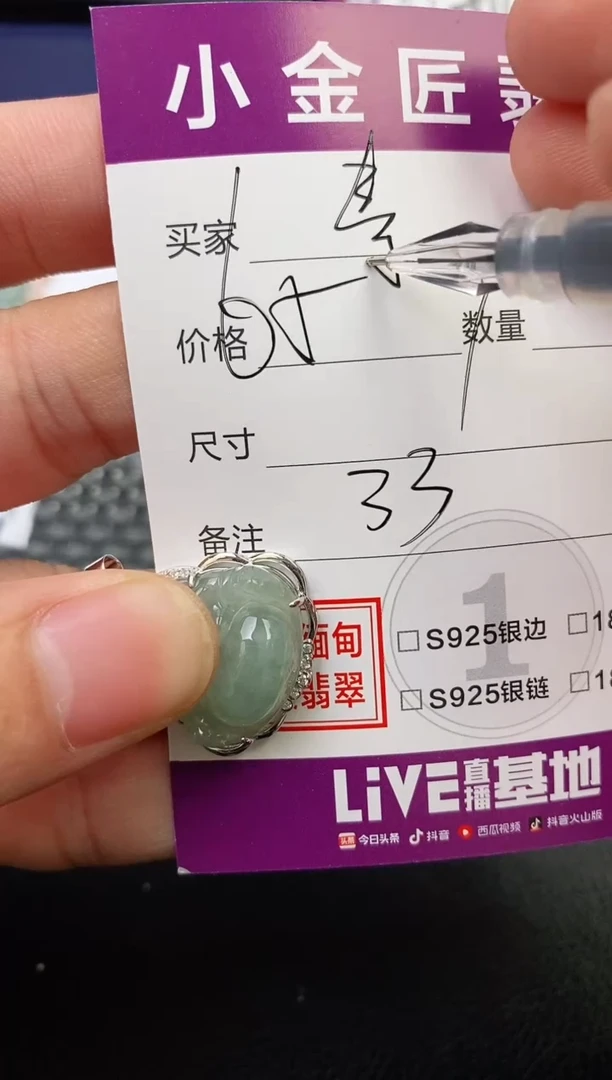 小金匠
买家
价格
数量
尺寸
33
备注
缅甸
翡翠
1
S925银边
18
S925银链
18
LiVE直播基地
今日头条 抖音 西瓜视频 抖音火山版